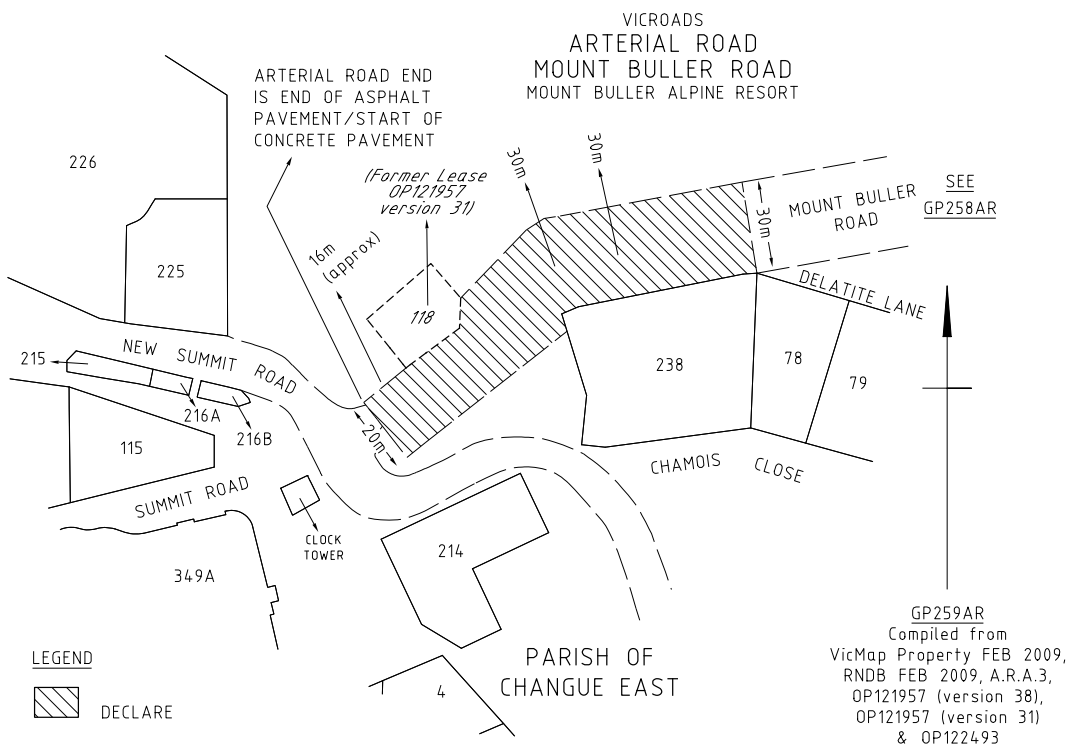 VICROADS
ARTERIAL ROAD
MOUNT BULLER ROAD
MOUNT BULLER ALPINE RESORT
ARTERIAL ROAD END
IS END OF ASPHALT
PAVEMENT/START OF
CONCRETE PAVEMENT
226
(Former Lease
OP121957
version 31)
30m
30m
MOUNT BULLER
ROAD
SEE
GP258AR
30m
16m
(approx)
225
118
DELATITE LANE
NEW SUMMIT ROAD
215
216A
216B
238
78
79
20m
115
CHAMOIS CLOSE
SUMMIT ROAD
CLOCK
TOWER
214
349A
GP259AR
Compiled from
VicMap Property FEB 2009,
RNDB FEB 2009, A.R.A.3,
OP121957 (version 38),
OP121957 (version 31)
& OP122493
PARISH OF
CHANGUE EAST
4
LEGEND
DECLARE